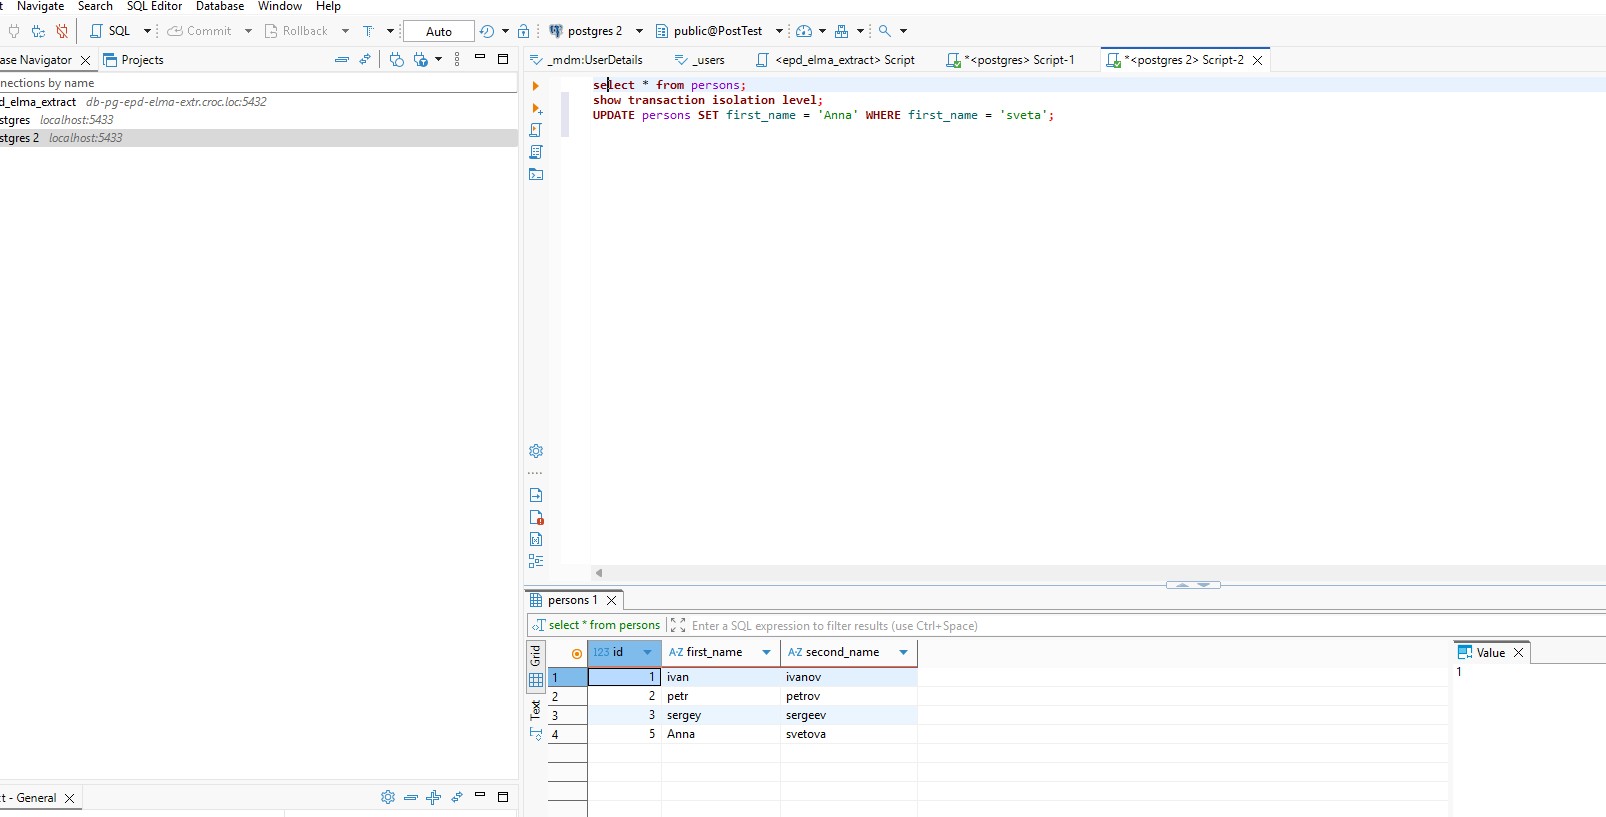 t Navigate Search SQL Editor Database Window Help
SQL Commit Rollback T Auto postgres 2 public@PostTest
ase Navigator Projects
_mdm:UserDetails _users <epd_elma_extract> Script *<postgres> Script-1 *<postgres 2> Script-2
nections by name
d_elma_extract db-pg-epd-elma-extr.croc.loc:5432
stgres localhost:5433
stgres 2 localhost:5433
select * from persons;
show transaction isolation level;
UPDATE persons SET first_name = 'Anna' WHERE first_name = 'sveta';
persons 1
select * from persons Enter a SQL expression to filter results (use Ctrl+Space)
Grid
Text
123 id A-Z first_name A-Z second_name
1 1 ivan ivanov
2 2 petr petrov
3 3 sergey sergeev
4 5 Anna svetova
Value
1
t - General